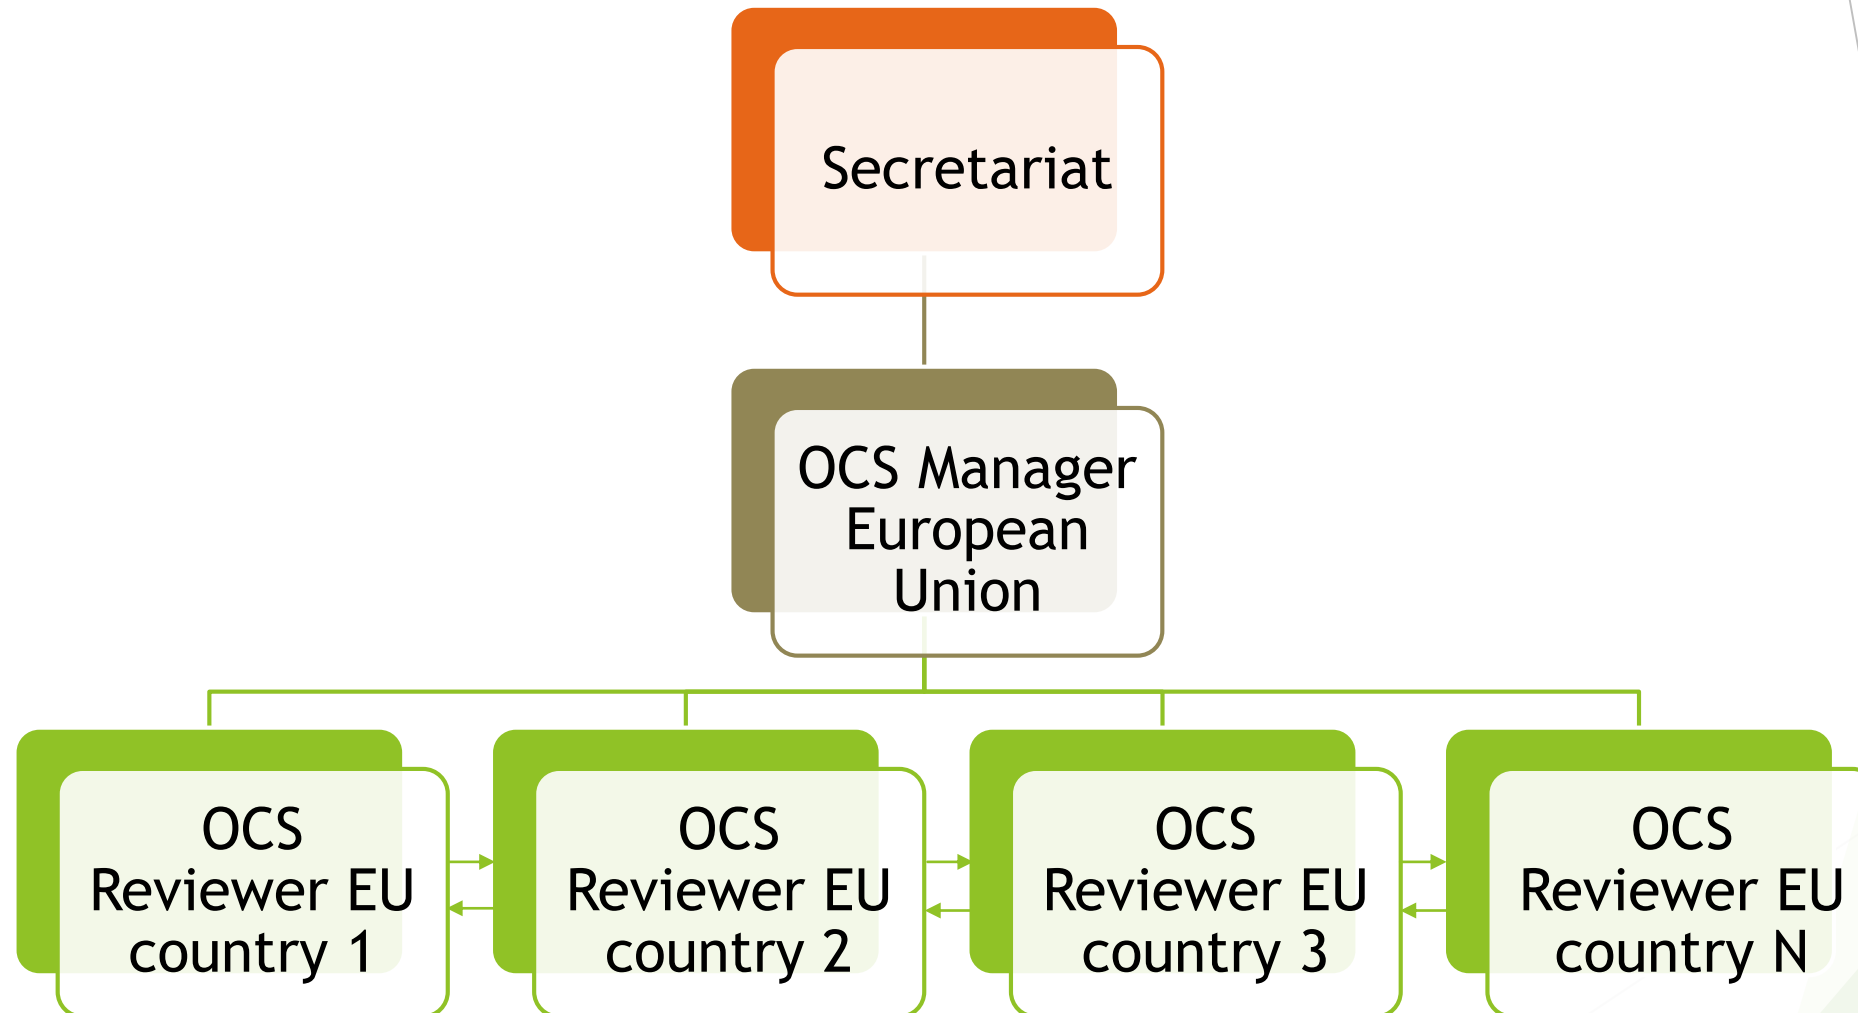 Secretariat
OCS Manager
European
Union
OCS
Reviewer EU
country 1
OCS
Reviewer EU
country 2
OCS
Reviewer EU
country 3
OCS
Reviewer EU
country N